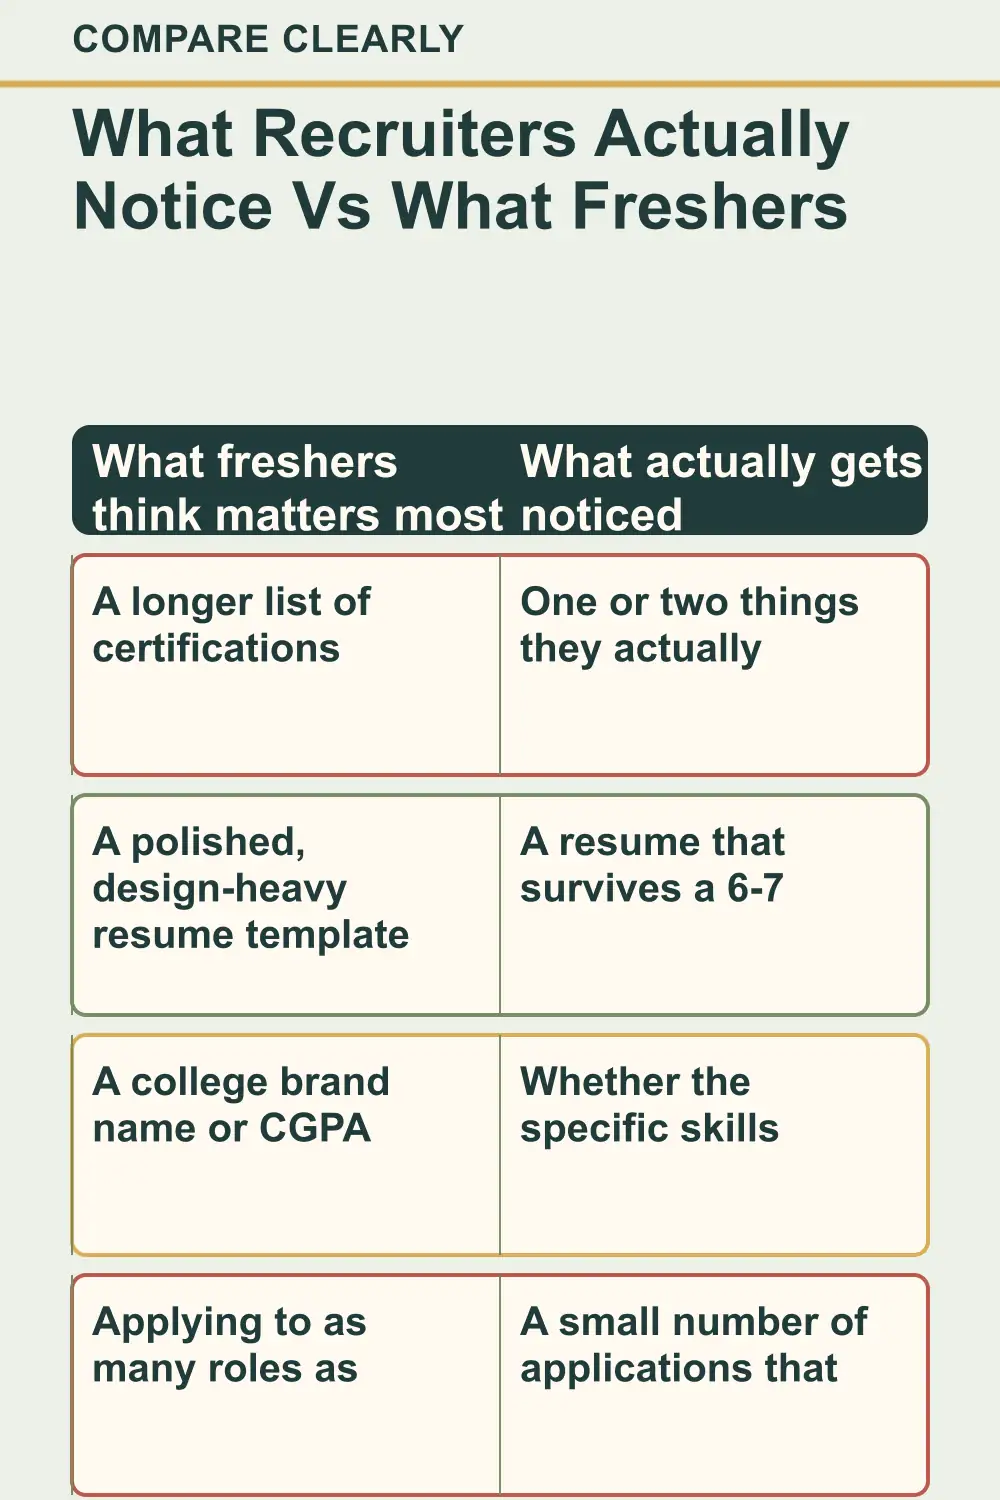 COMPARE CLEARLY
What Recruiters Actually
Notice Vs What Freshers
What freshers
think matters most
What actually gets
noticed
A longer list of
certifications
One or two things
they actually
A polished,
design-heavy
resume template
A resume that
survives a 6-7
A college brand
name or CGPA
Whether the
specific skills
Applying to as
many roles as
A small number of
applications that